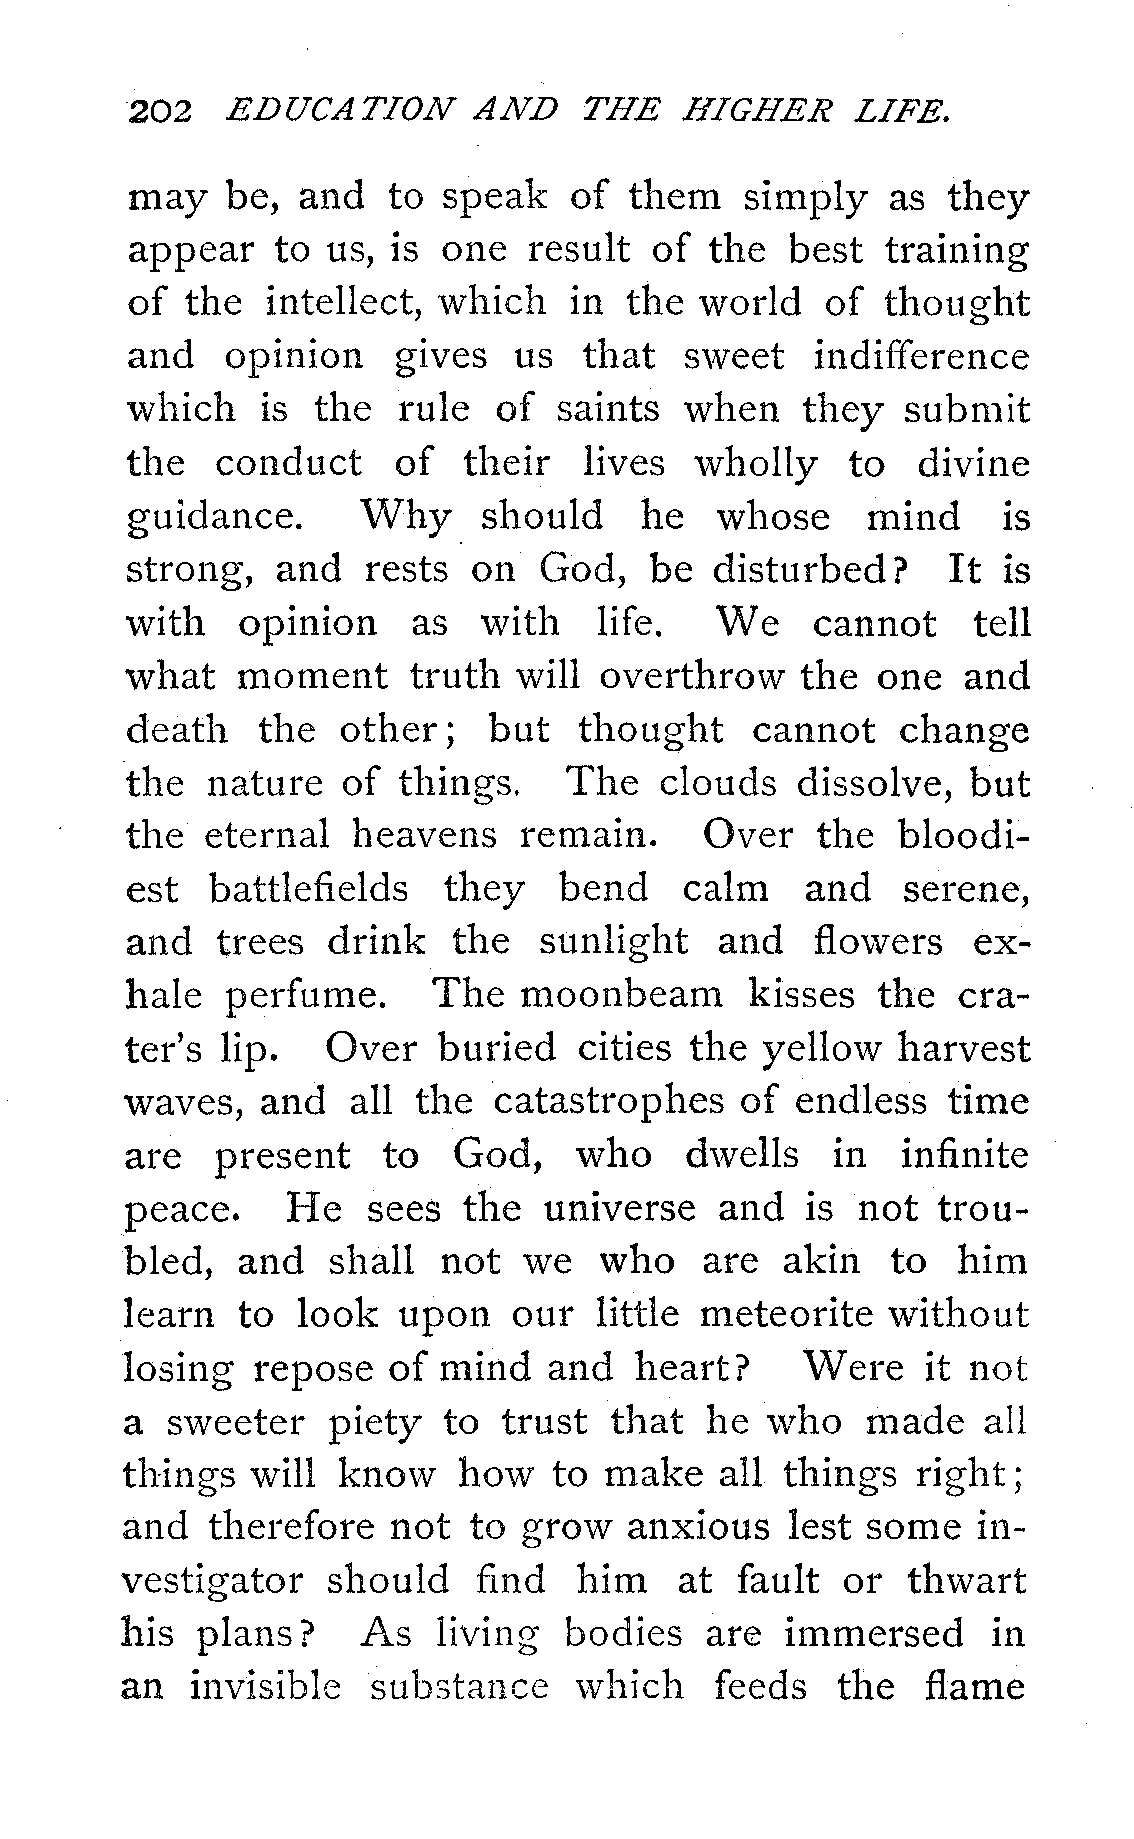 202 EDUCATION AND THE HIGHER LIFE.
may be, and to speak of them simply as they
appear to us, is one result of the best training
of the intellect, which in the world of thought
and opinion gives us that sweet indifference
which is the rule of saints when they submit
the conduct of their lives wholly to divine
guidance. Why should he whose mind is
strong, and rests on God, be disturbed? It is
with opinion as with life. We cannot tell
what moment truth will overthrow the one and
death the other; but thought cannot change
the nature of things. The clouds dissolve, but
the eternal heavens remain. Over the bloodi-
est battlefields they bend calm and serene,
and trees drink the sunlight and flowers ex-
hale perfume. The moonbeam kisses the cra-
ter's lip. Over buried cities the yellow harvest
waves, and all the catastrophes of endless time
are present to God, who dwells in infinite
peace. He sees the universe and is not trou-
bled, and shall not we who are akin to him
learn to look upon our little meteorite without
losing repose of mind and heart? Were it not
a sweeter piety to trust that he who made all
things will know how to make all things right;
and therefore not to grow anxious lest some in-
vestigator should find him at fault or thwart
his plans? As living bodies are immersed in
an invisible substance which feeds the flame